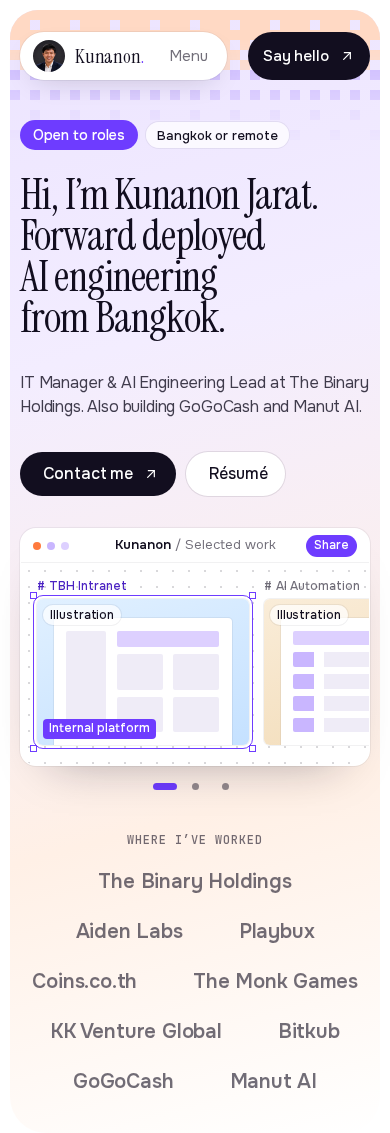 Kunanon.
Menu
Say hello
Open to roles
Bangkok or remote
Hi, I’m Kunanon Jarat.
Forward deployed
AI engineering
from Bangkok.
IT Manager & AI Engineering Lead at The Binary
Holdings. Also building GoGoCash and Manut AI.
Contact me
Résumé
Kunanon / Selected work
Share
# TBH Intranet
# AI Automation
Illustration
Illustration
Internal platform
WHERE I’VE WORKED
The Binary Holdings
Aiden Labs
Playbux
Coins.co.th
The Monk Games
KK Venture Global
Bitkub
GoGoCash
Manut AI